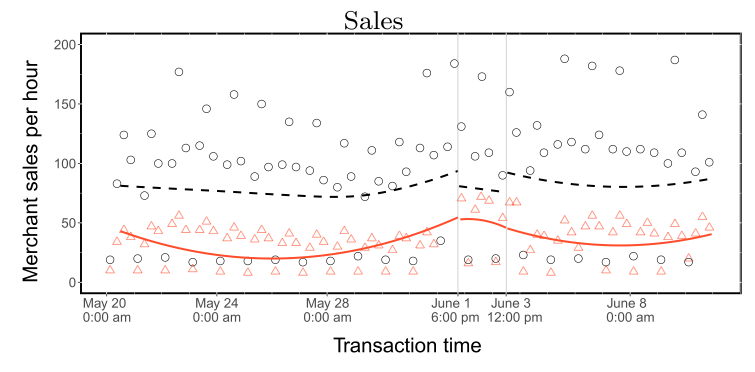 Sales
Merchant sales per hour
200
150
100
50
0
May 20 May 24 May 28 June 1 June 3 June 8
0:00 am 0:00 am 0:00 am 6:00 pm 12:00 pm 0:00 am
Transaction time